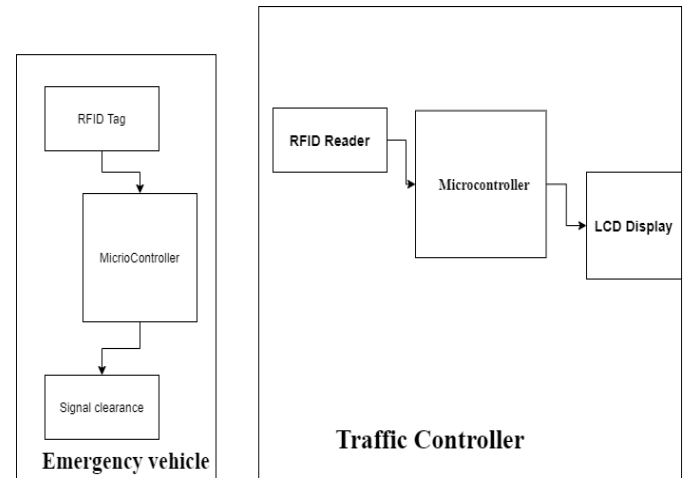 RFID Tag
MicrioController
Signal clearance
Emergency vehicle
RFID Reader
Microcontroller
LCD Display
Traffic Controller